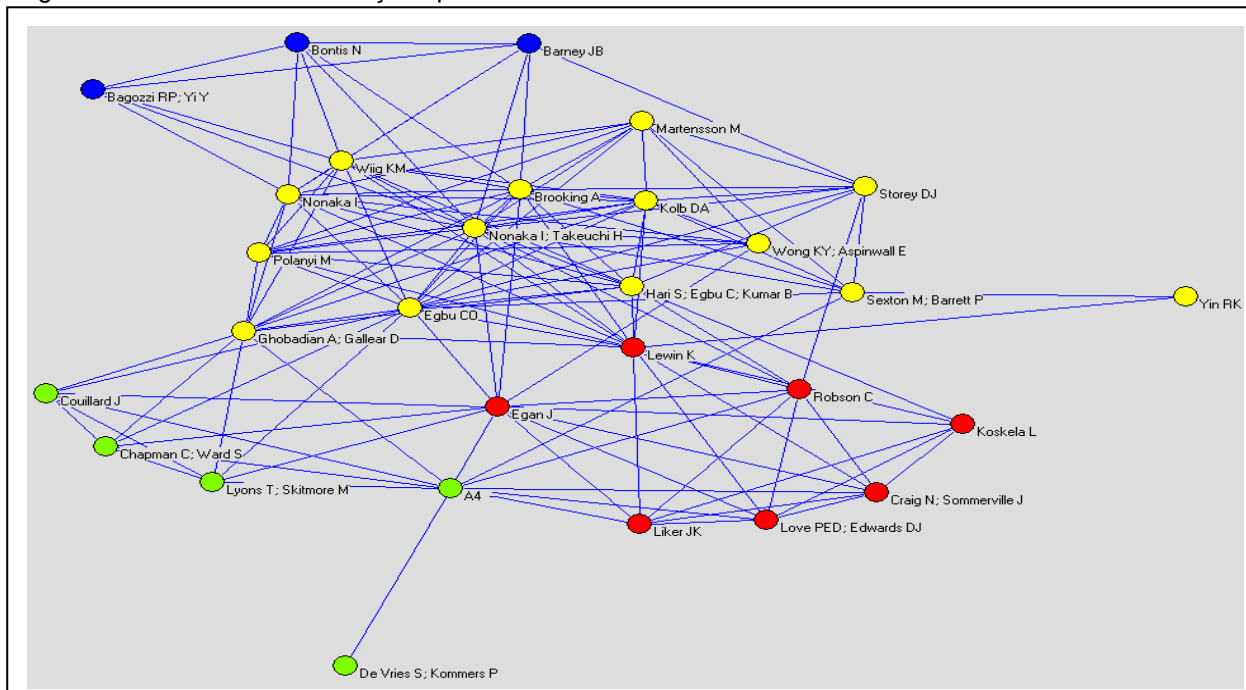 Bontis N
Barney JB
Bagozzi RP; Yi Y
Martensson M
Wiig KM
Storey DJ
Nonaka I
Brooking A
Kolb DA
Nonaka I; Takeuchi H
Wong KY; Aspinwall E
Polanyi M
Hari S; Egbu C; Kumar B
Sexton M; Barrett P
Yin RK
Egbu CO
Ghobadian A; Gallear D
Lewin K
Robson C
Couillard J
Egan J
Koskela L
Chapman C; Ward S
Lyons T; Skitmore M
A4
Craig N; Sommerville J
Liker JK
Love PED; Edwards DJ
De Vries S; Kommers P